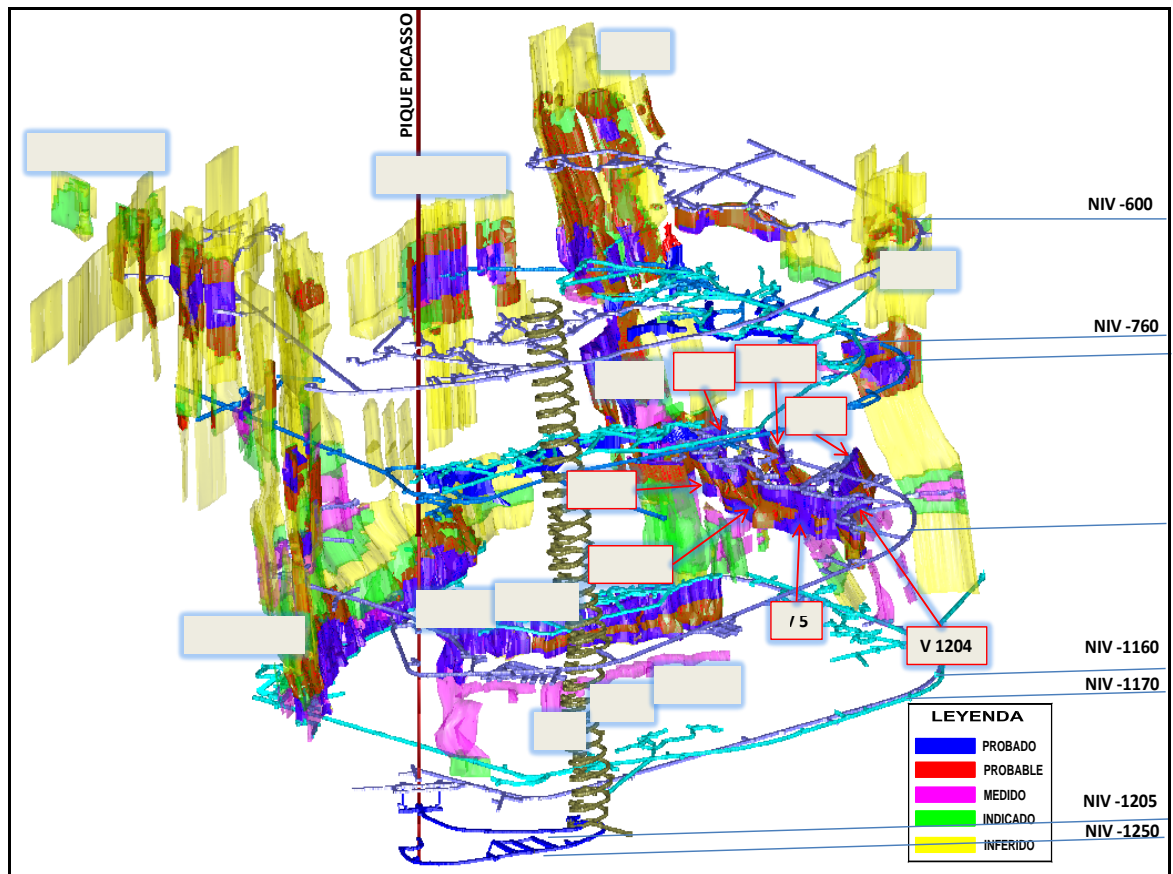 PIQUE PICASSO
NIV -600
NIV -760
/ 5
V 1204
NIV -1160
NIV -1170
LEYENDA
PROBADO
PROBABLE
MEDIDO
INDICADO
INFERIDO
NIV -1205
NIV -1250